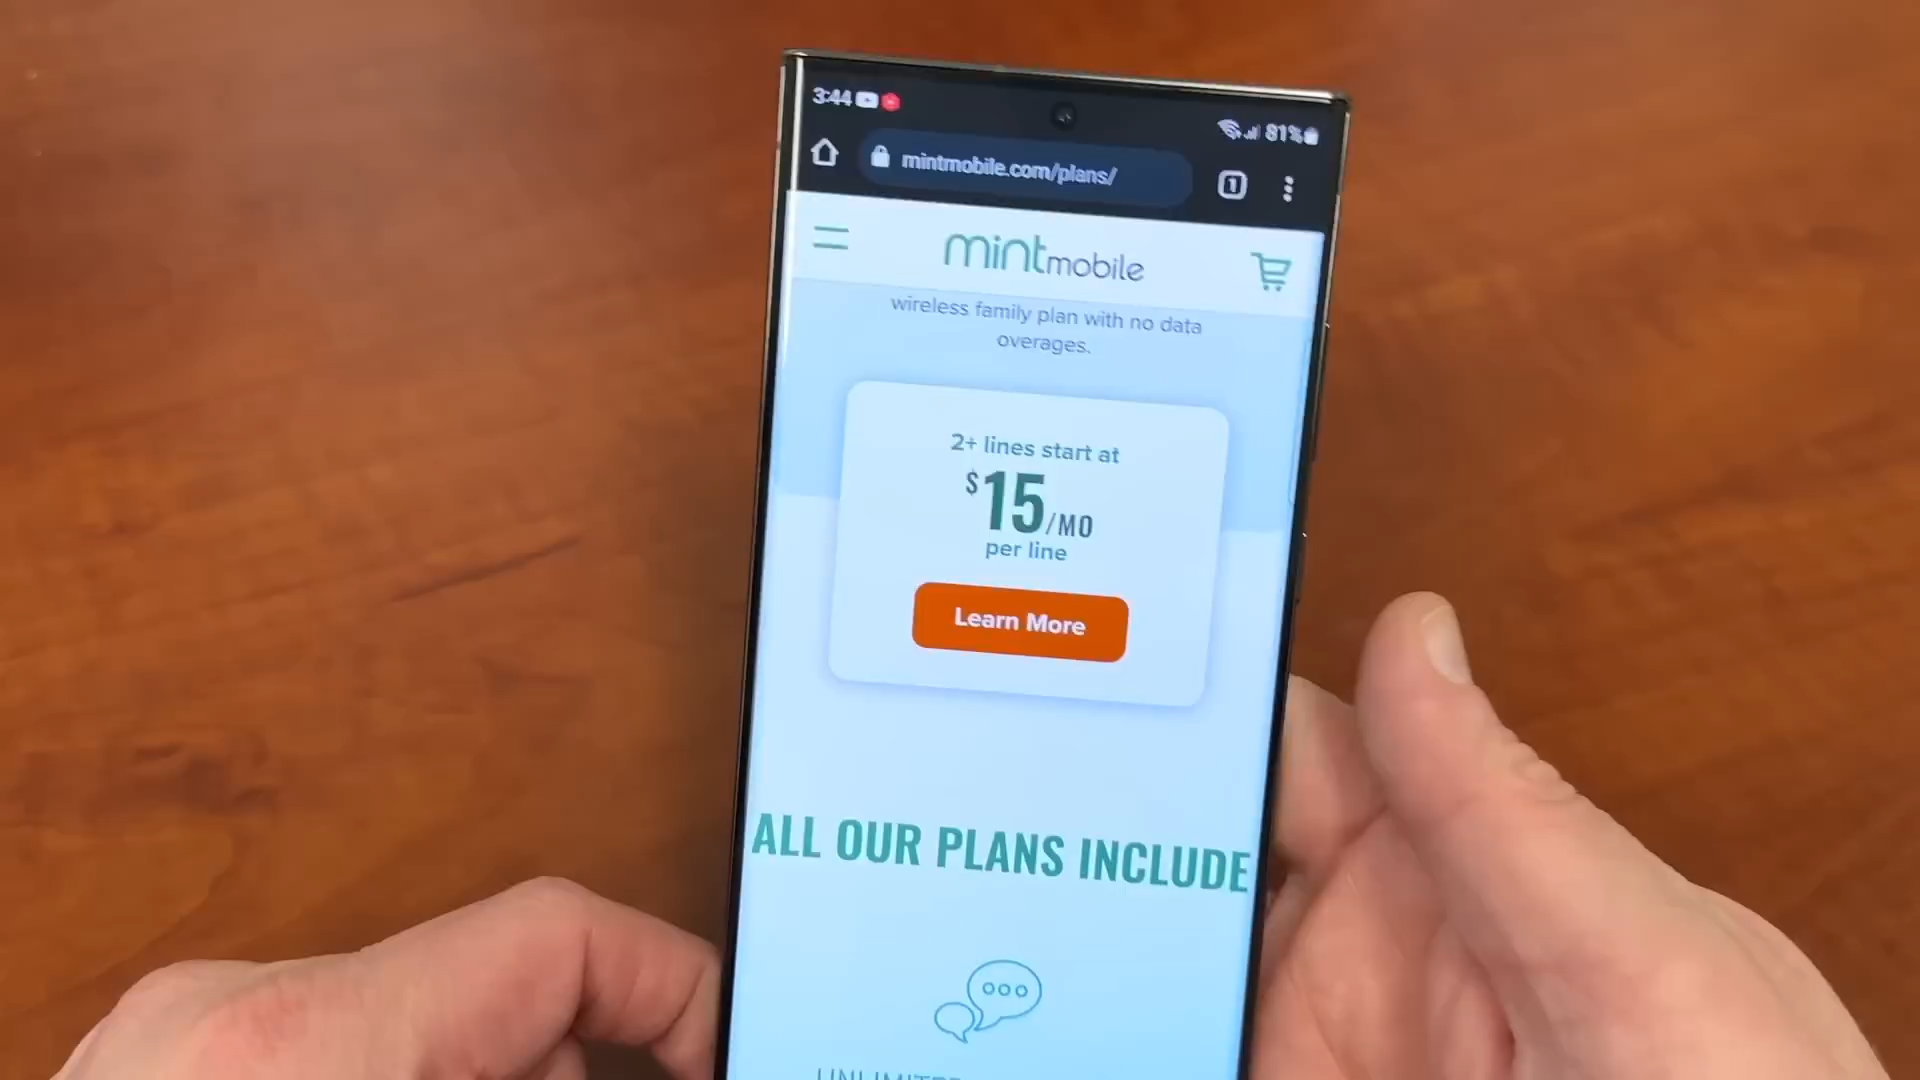 3:44
81%
1
mintmobile.com/plans/
mintmobile
wireless family plan with no data
overages.
2+ lines start at
$15/MO
per line
Learn More
ALL OUR PLANS INCLUDE